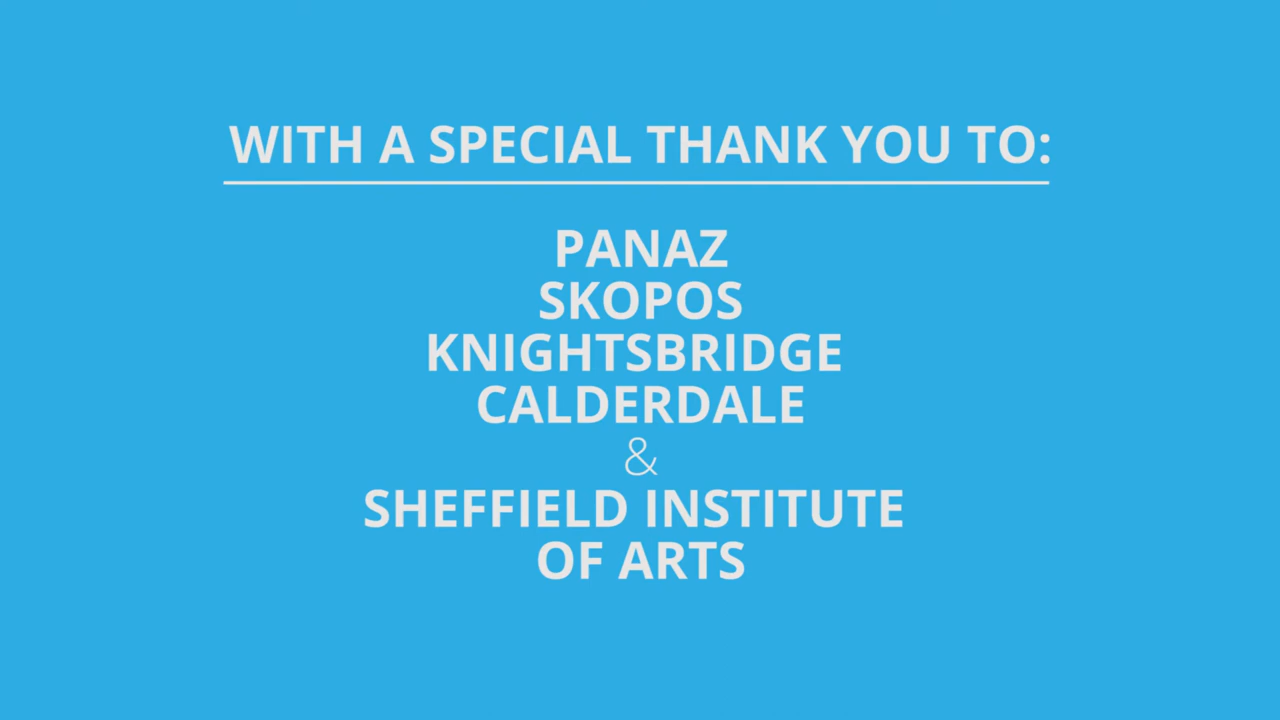 WITH A SPECIAL THANK YOU TO:
PANAZ
SKOPOS
KNIGHTSBRIDGE
CALDERDALE
&
SHEFFIELD INSTITUTE
OF ARTS